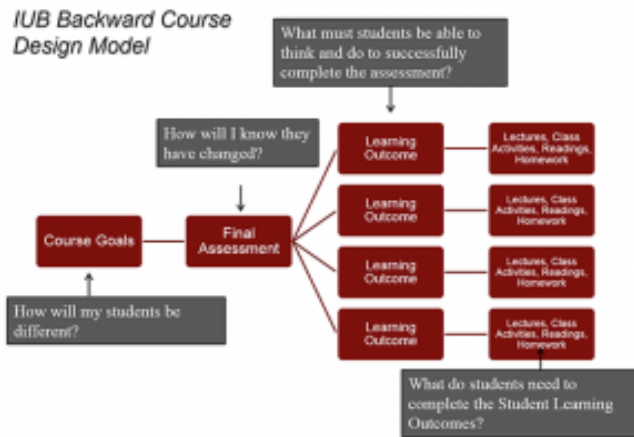 IUB Backward Course
Design Model
What must students be able to
think and do to successfully
complete the assessment?
How will I know they
have changed?
Learning
Outcome
Lectures, Class
Activities, Readings,
Homework
Learning
Outcome
Lectures, Class
Activities, Readings,
Homework
Course Goals
Final
Assessment
Learning
Outcome
Lectures, Class
Activities, Readings,
Homework
How will my students be
different?
Learning
Outcome
Lectures, Class
Activities, Readings,
Homework
What do students need to
complete the Student Learning
Outcomes?